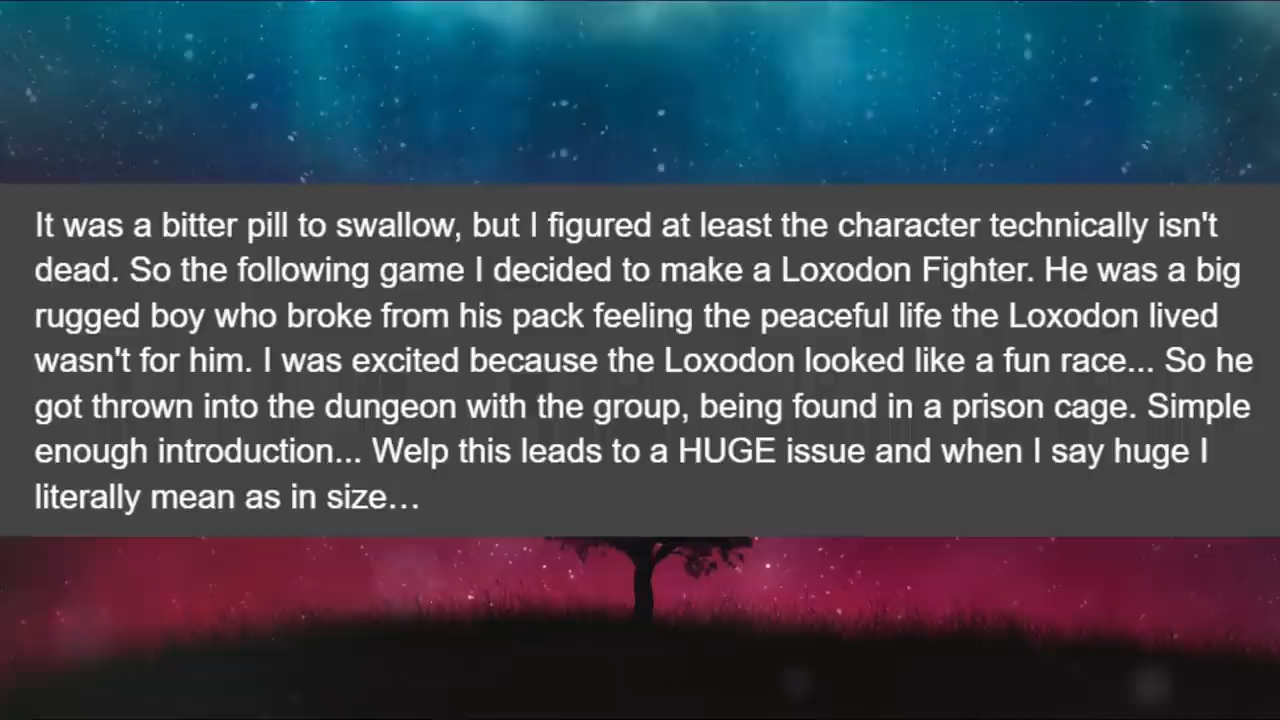 It was a bitter pill to swallow, but I figured at least the character technically isn't
dead. So the following game I decided to make a Loxodon Fighter. He was a big
rugged boy who broke from his pack feeling the peaceful life the Loxodon lived
wasn't for him. I was excited because the Loxodon looked like a fun race... So he
got thrown into the dungeon with the group, being found in a prison cage. Simple
enough introduction... Welp this leads to a HUGE issue and when I say huge I
literally mean as in size…